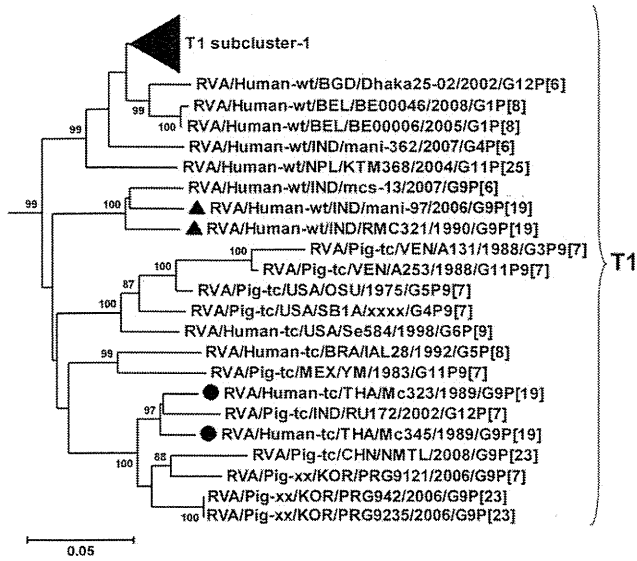 T1 subcluster-1
RVA/Human-wt/BGD/Dhaka25-02/2002/G12P[6]
99
RVA/Human-wt/BEL/BE00046/2008/G1P[8]
100
RVA/Human-wt/BEL/BE00006/2005/G1P[8]
99
RVA/Human-wt/IND/mani-362/2007/G4P[6]
RVA/Human-wt/NPL/KTM368/2004/G11P[25]
99
RVA/Human-wt/IND/mcs-13/2007/G9P[6]
100
RVA/Human-wt/IND/mani-97/2006/G9P[19]
RVA/Human-wt/IND/RMC321/1990/G9P[19]
100
RVA/Pig-tc/VEN/A131/1988/G3P9[7]
T1
100
RVA/Pig-tc/VEN/A253/1988/G11P9[7]
87
RVA/Pig-tc/USA/OSU/1975/G5P9[7]
100
RVA/Pig-tc/USA/SB1A/xxxx/G4P9[7]
RVA/Human-tc/USA/Se584/1998/G6P[9]
99
RVA/Human-tc/BRA/IAL28/1992/G5P[8]
RVA/Pig-tc/MEX/YM/1983/G11P9[7]
RVA/Human-tc/THA/Mc323/1989/G9P[19]
97
RVA/Pig-tc/IND/RU172/2002/G12P[7]
RVA/Human-tc/THA/Mc345/1989/G9P[19]
100
88
RVA/Pig-tc/CHN/NMTL/2008/G9P[23]
RVA/Pig-xx/KOR/PRG9121/2006/G9P[7]
RVA/Pig-xx/KOR/PRG942/2006/G9P[23]
100
RVA/Pig-xx/KOR/PRG9235/2006/G9P[23]
0.05